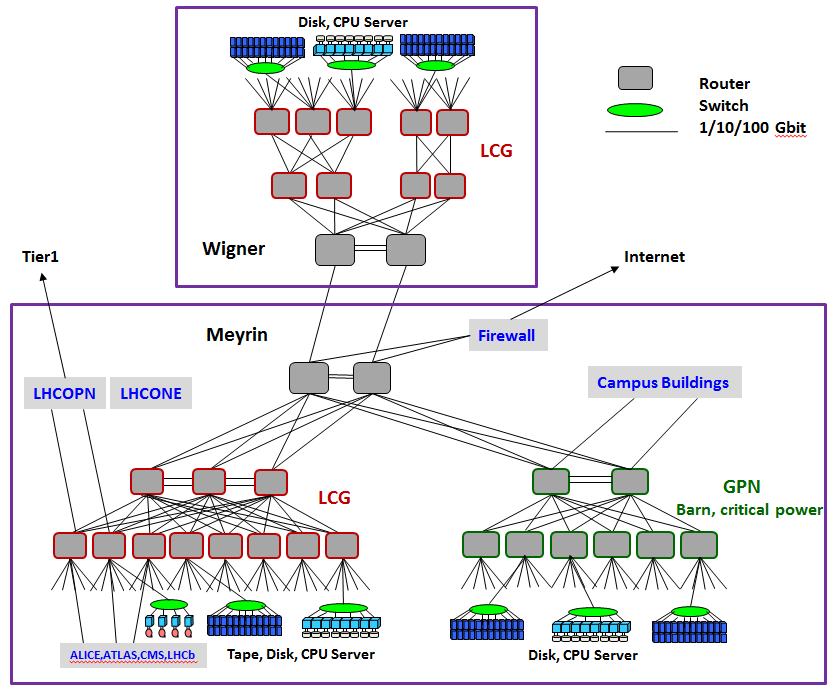 Disk, CPU Server
Router
Switch
1/10/100 Gbit
LCG
Wigner
Tier1
Internet
Meyrin
Firewall
LHCOPN
LHCONE
Campus Buildings
LCG
GPN
Barn, critical power
ALICE,ATLAS,CMS,LHCb
Tape, Disk, CPU Server
Disk, CPU Server